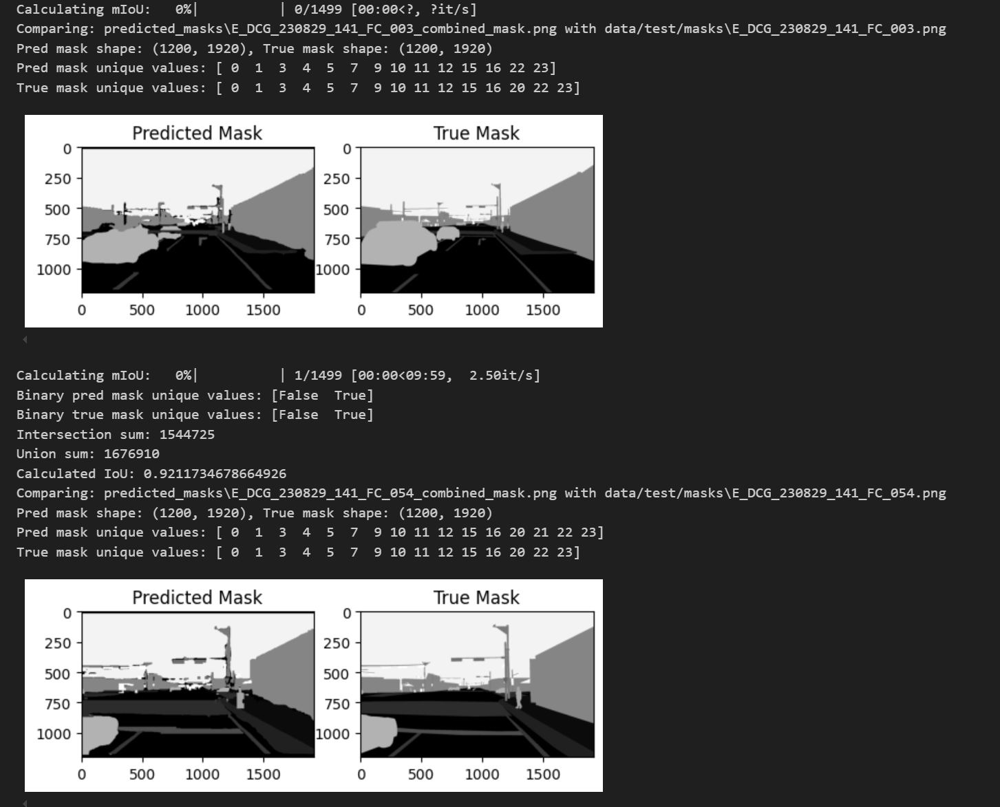 Calculating mIoU:   0%|          | 0/1499 [00:00<?, ?it/s]
Comparing: predicted_masks\E_DCG_230829_141_FC_003_combined_mask.png with data/test/masks\E_DCG_230829_141_FC_003.png
Pred mask shape: (1200, 1920), True mask shape: (1200, 1920)
Pred mask unique values: [ 0  1  3  4  5  7  9 10 11 12 15 16 22 23]
True mask unique values: [ 0  1  3  4  5  7  9 10 11 12 15 16 20 22 23]
Predicted Mask True Mask
0 0
250 250
500 500
750 750
1000 1000
0 500 1000 1500 0 500 1000 1500
Calculating mIoU:   0%|          | 1/1499 [00:00<09:59,  2.50it/s]
Binary pred mask unique values: [False  True]
Binary true mask unique values: [False  True]
Intersection sum: 1544725
Union sum: 1676910
Calculated IoU: 0.9211734678664926
Comparing: predicted_masks\E_DCG_230829_141_FC_054_combined_mask.png with data/test/masks\E_DCG_230829_141_FC_054.png
Pred mask shape: (1200, 1920), True mask shape: (1200, 1920)
Pred mask unique values: [ 0  1  3  4  5  7  9 10 11 12 15 16 20 21 22 23]
True mask unique values: [ 0  1  3  4  5  7  9 10 11 12 15 16 20 22 23]
Predicted Mask True Mask
0 0
250 250
500 500
750 750
1000 1000
0 500 1000 1500 0 500 1000 1500